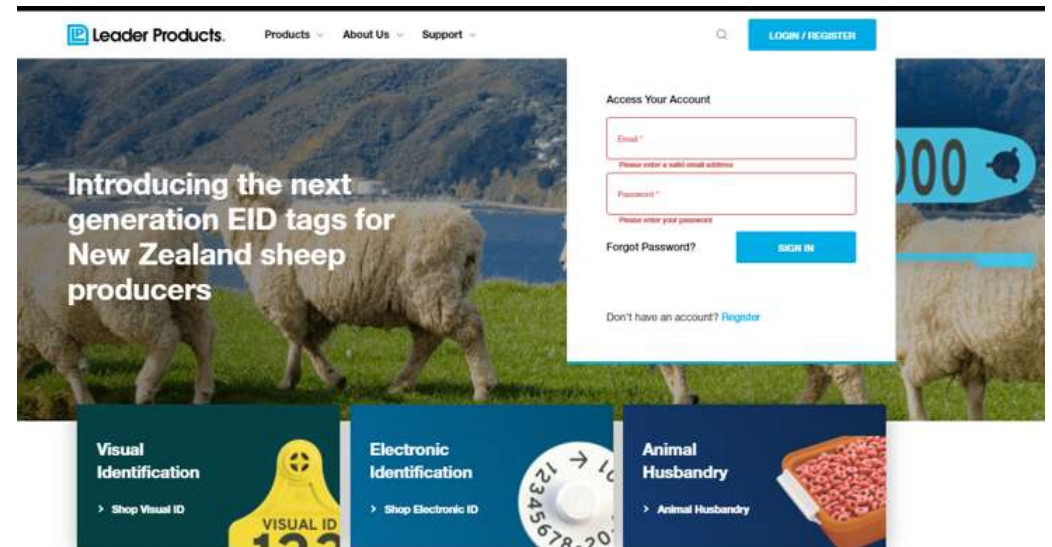 Leader Products.
Products
About Us
Support
LOGIN / REGISTER
Access Your Account
Email *
Please enter a valid email address
Password *
Please enter your password
Forgot Password?
SIGN IN
Don't have an account? Register
000
Introducing the next
generation EID tags for
New Zealand sheep
producers
Visual
Identification
> Shop Visual ID
VISUAL ID
123
Electronic
Identification
> Shop Electronic ID
Animal
Husbandry
> Animal Husbandry